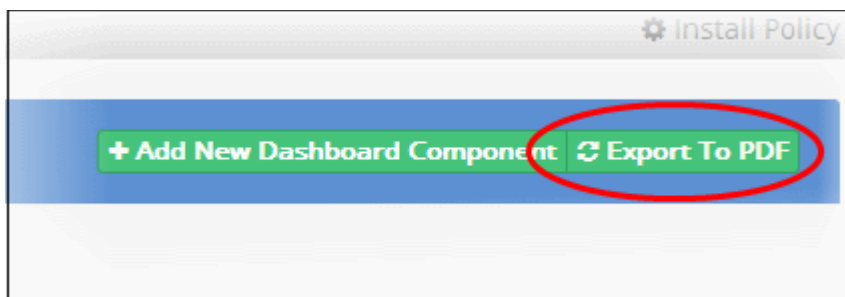 Install Policy
+ Add New Dashboard Component Export To PDF